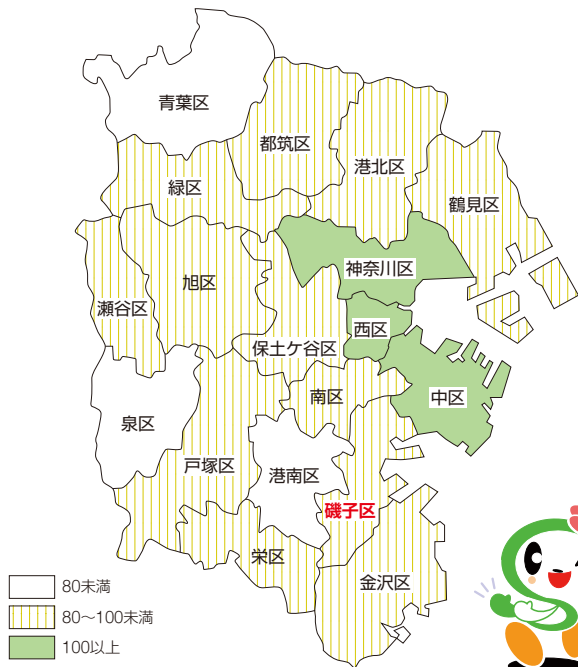 青葉区
都筑区
港北区
緑区
鶴見区
神奈川区
旭区
瀬谷区
西区
保土ケ谷区
南区
中区
泉区
戸塚区
港南区
磯子区
栄区
金沢区
80未満
80～100未満
100以上